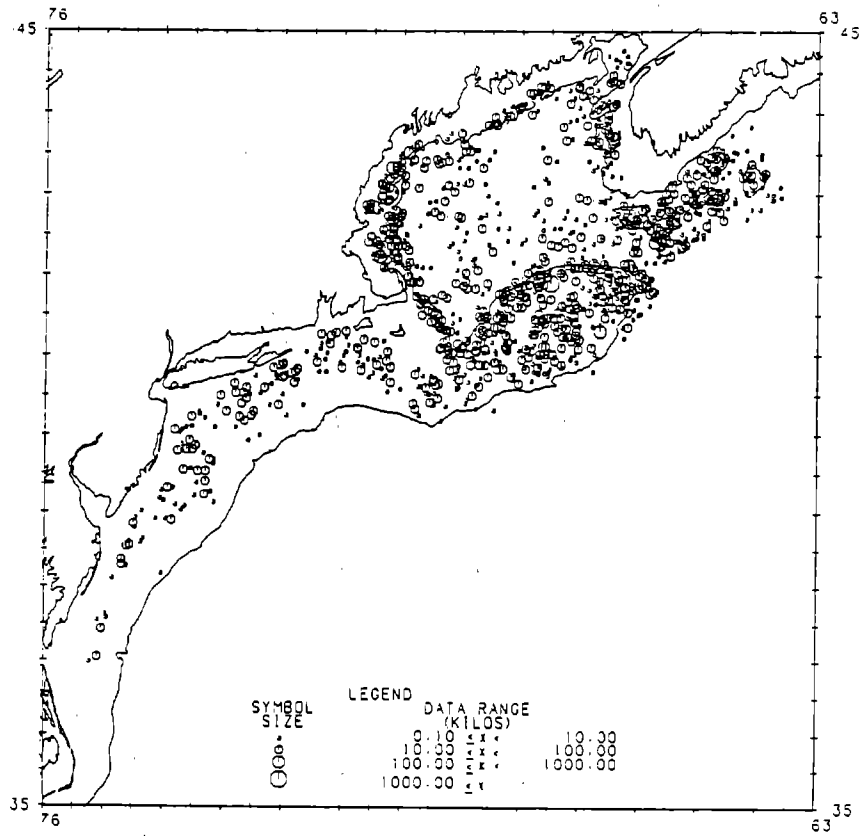 76 63
45 45
LEGEND
SYMBOL DATA RANGE
SIZE (KILOS)
0.10 ≤ x < 10.00
10.00 ≤ x < 100.00
100.00 ≤ x < 1000.00
1000.00 ≤ x
35 35
76 63